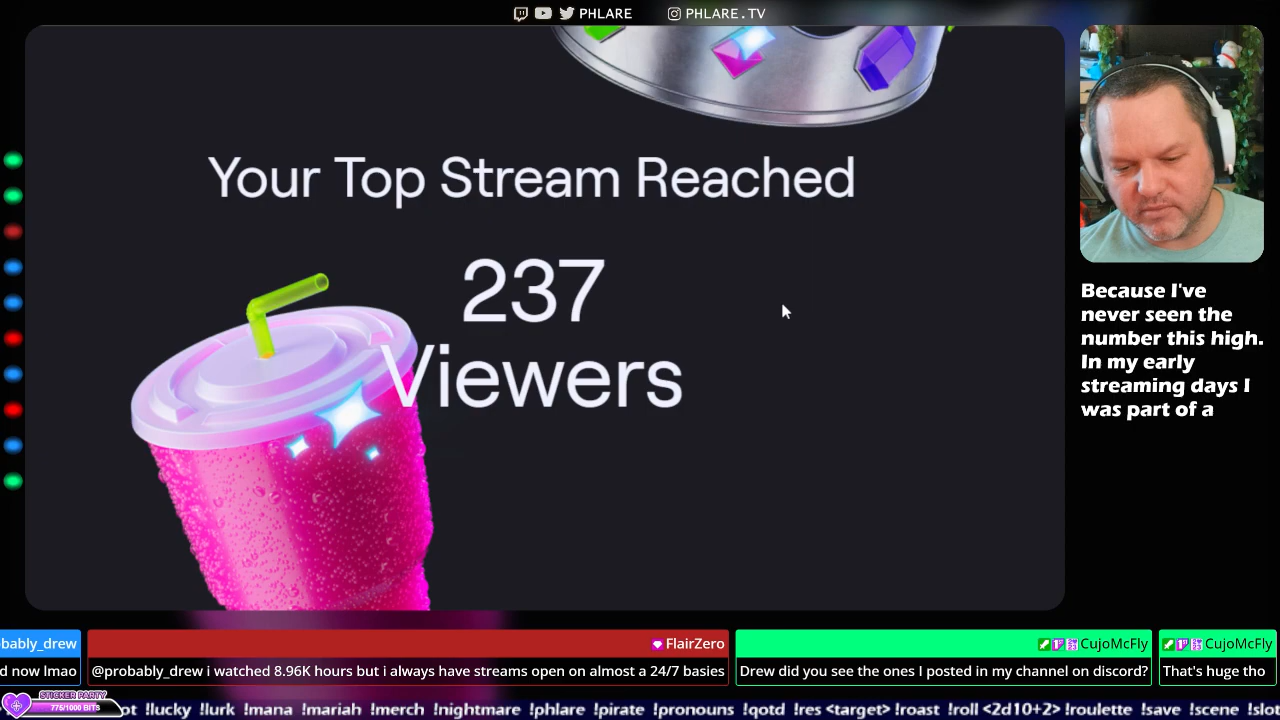 PHLARE PHLARE.TV
Your Top Stream Reached
237
Viewers
Because I've
never seen the
number this high.
In my early
streaming days I
was part of a
bably_drew
d now lmao
FlairZero
@probably_drew i watched 8.96K hours but i always have streams open on almost a 24/7 basies
CujoMcFly
Drew did you see the ones I posted in my channel on discord?
CujoMcFly
That's huge tho
STICKER PARTY
775/1000 BITS
ot !lucky !lurk !mana !mariah !merch !nightmare !phlare !pirate !pronouns !qotd !res <target> !roast !roll <2d10+2> !roulette !save !scene !slot